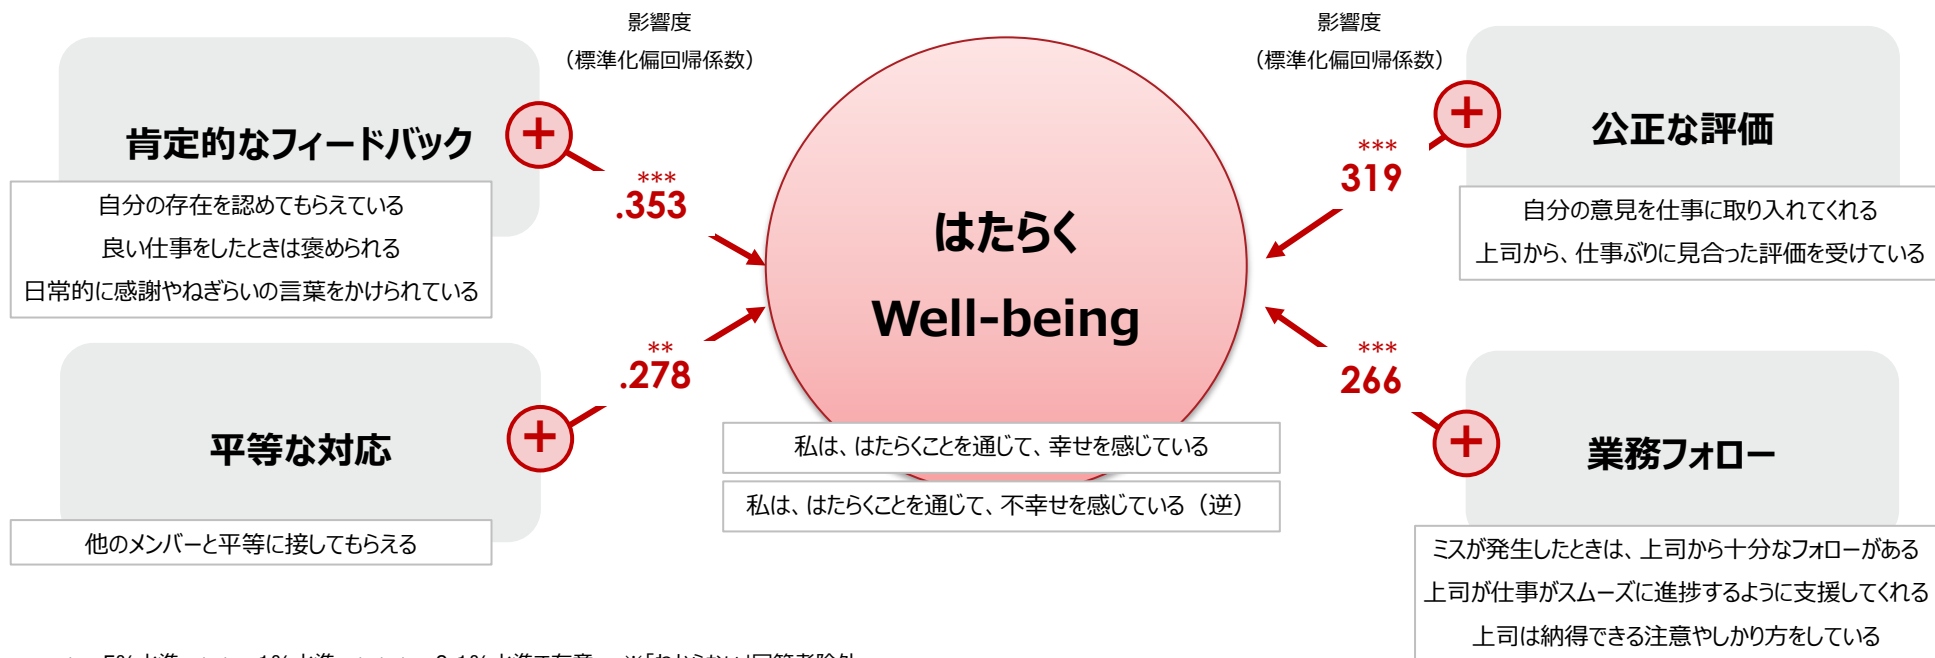 影響度
（標準化偏回帰係数）
肯定的なフィードバック
+
***
.353
自分の存在を認めてもらえている
良い仕事をしたときは褒められる
日常的に感謝やねぎらいの言葉をかけられている
平等な対応
+
**
.278
他のメンバーと平等に接してもらえる
はたらく
Well-being
私は、はたらくことを通じて、幸せを感じている
私は、はたらくことを通じて、不幸せを感じている（逆）
影響度
（標準化偏回帰係数）
公正な評価
+
***
319
自分の意見を仕事に取り入れてくれる
上司から、仕事ぶりに見合った評価を受けている
業務フォロー
+
***
266
ミスが発生したときは、上司から十分なフォローがある
上司が仕事がスムーズに進捗するように支援してくれる
上司は納得できる注意やしかり方をしている